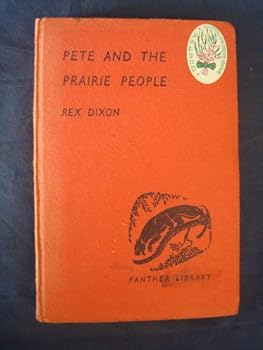 PETE AND THE
PRAIRIE PEOPLE
REX DIXON
PANTHER LIBRARY